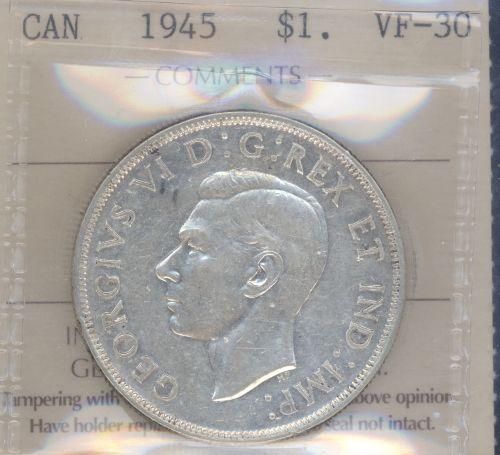 CAN 1945 $1. VF-30
— COMMENTS —
GEORGIVS VI D: G: REX ET IND: IMP:
Tampering with
above opinion
Have holder
seal not intact.